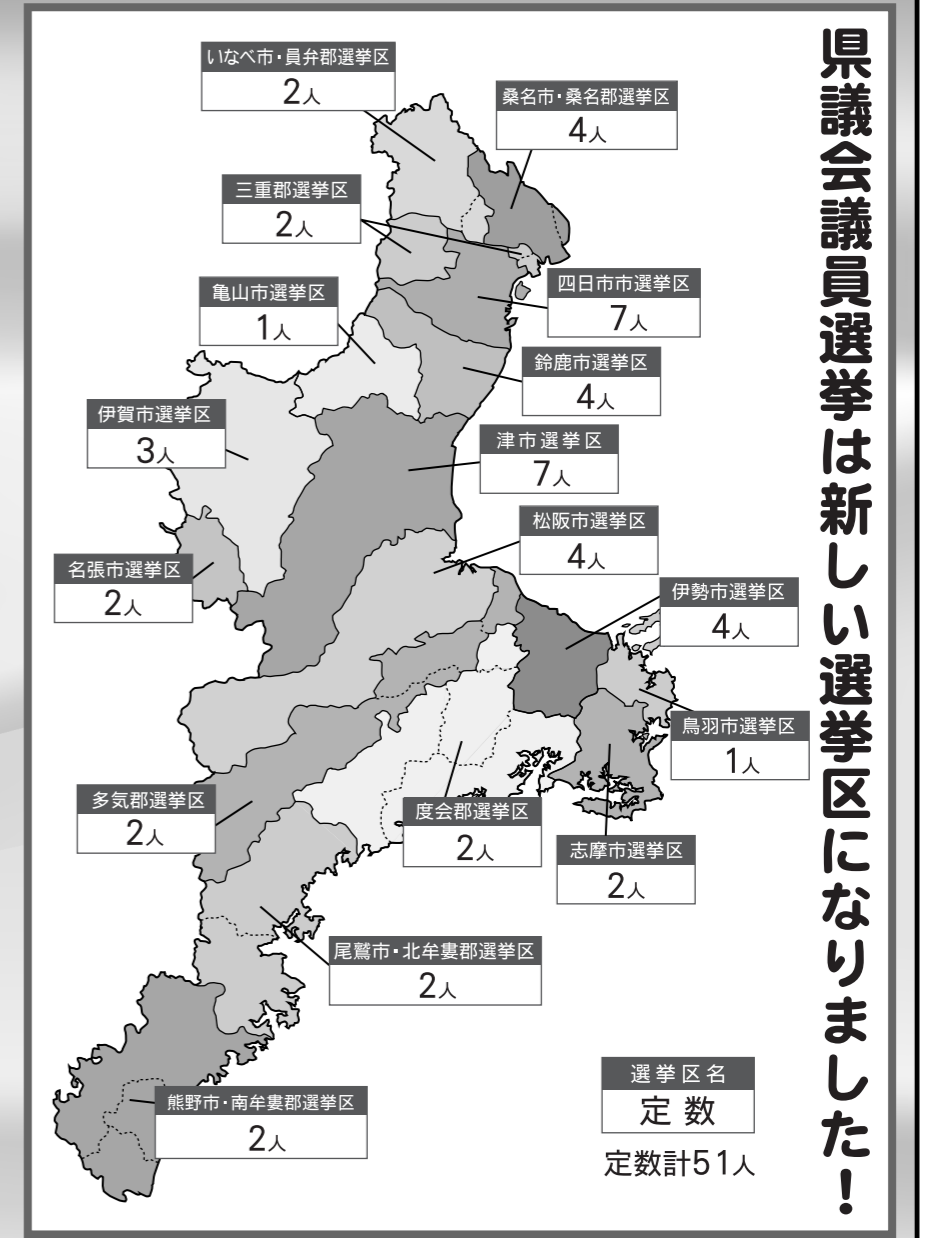 県議会議員選挙は新しい選挙区になりました！
いなべ市・員弁郡選挙区
2人
桑名市・桑名郡選挙区
4人
三重郡選挙区
2人
四日市市選挙区
7人
亀山市選挙区
1人
鈴鹿市選挙区
4人
伊賀市選挙区
3人
津市選挙区
7人
松阪市選挙区
4人
名張市選挙区
2人
伊勢市選挙区
4人
鳥羽市選挙区
1人
多気郡選挙区
2人
度会郡選挙区
2人
志摩市選挙区
2人
尾鷲市・北牟婁郡選挙区
2人
熊野市・南牟婁郡選挙区
2人
選挙区名
定数
定数計51人